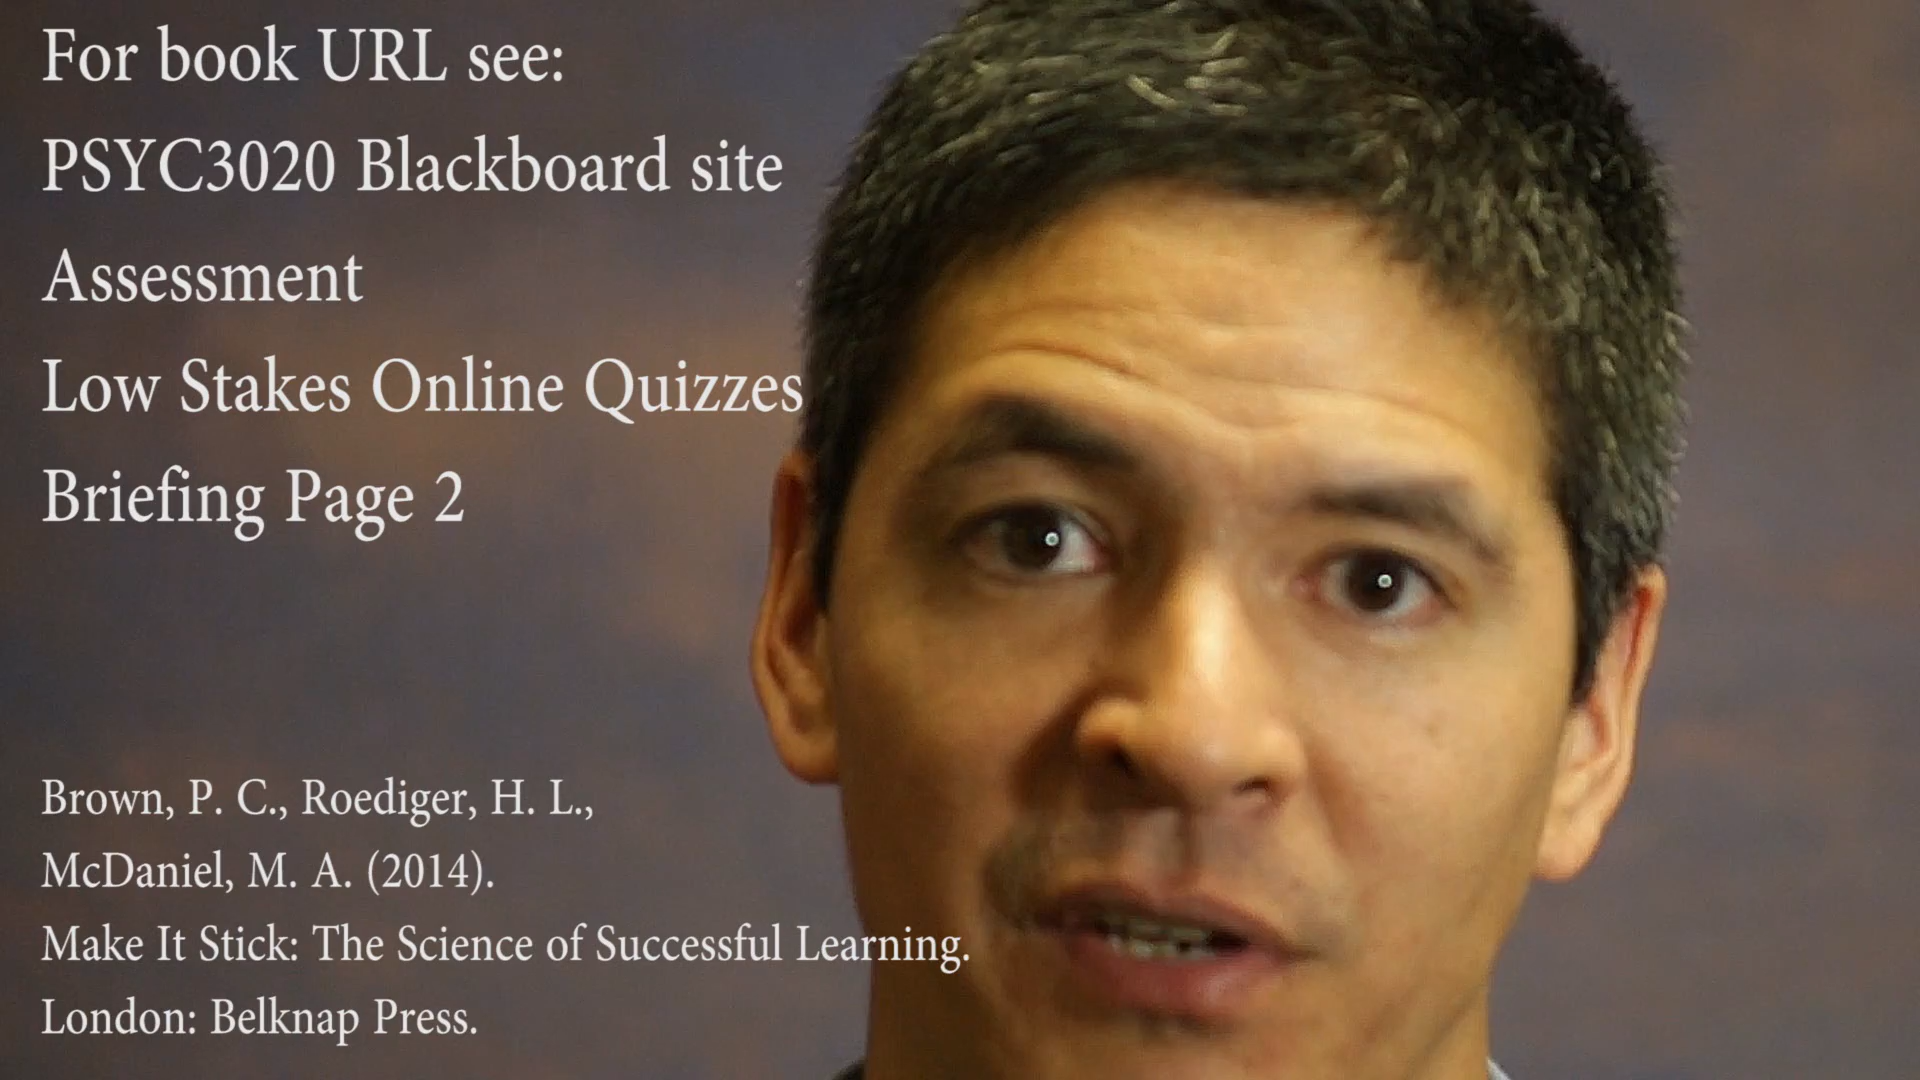 For book URL see:
PSYC3020 Blackboard site
Assessment
Low Stakes Online Quizzes
Briefing Page 2
Brown, P. C., Roediger, H. L.,
McDaniel, M. A. (2014).
Make It Stick: The Science of Successful Learning.
London: Belknap Press.